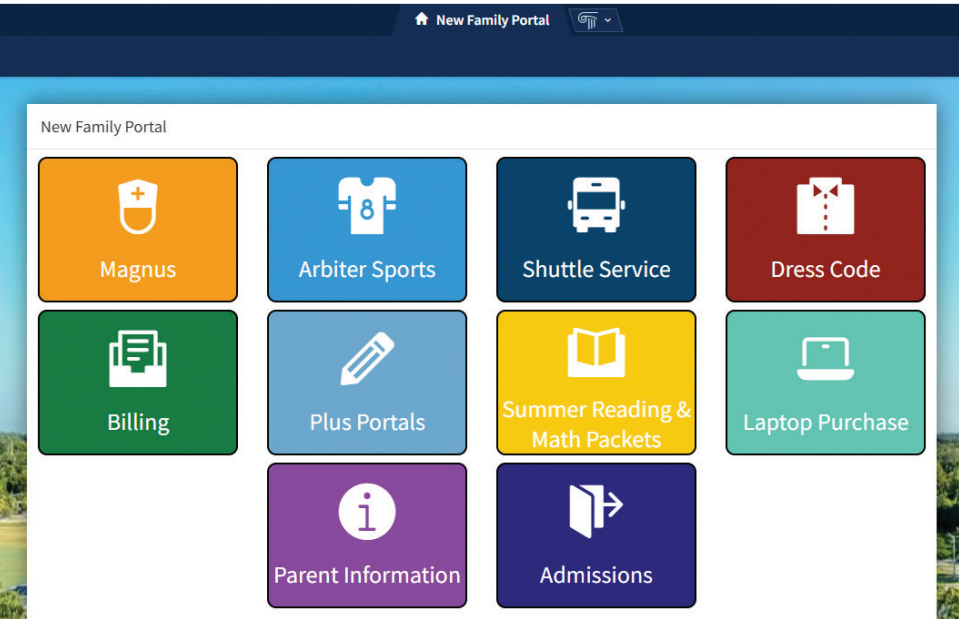 New Family Portal
New Family Portal
Magnus
8
Arbiter Sports
Shuttle Service
Dress Code
Billing
Plus Portals
Summer Reading &
Math Packets
Laptop Purchase
i
Parent Information
Admissions